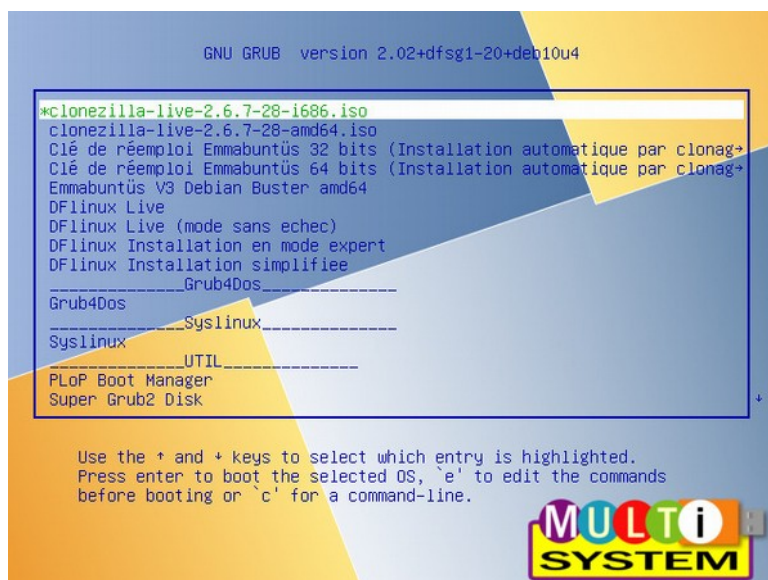 GNU GRUB  version 2.02+dfsg1-20+deb10u4
*clonezilla-live-2.6.7-28-i686.iso
clonezilla-live-2.6.7-28-amd64.iso
Clé de réemploi Emmabuntüs 32 bits (Installation automatique par clonag→
Clé de réemploi Emmabuntüs 64 bits (Installation automatique par clonag→
Emmabuntüs V3 Debian Buster amd64
DFlinux Live
DFlinux Live (mode sans echec)
DFlinux Installation en mode expert
DFlinux Installation simplifiee
______________Grub4Dos______________
Grub4Dos
______________Syslinux______________
Syslinux
______________UTIL______________
PLoP Boot Manager
Super Grub2 Disk
↓
Use the ↑ and ↓ keys to select which entry is highlighted.
Press enter to boot the selected OS, `e' to edit the commands
before booting or `c' for a command-line.
MULTi
SYSTEM